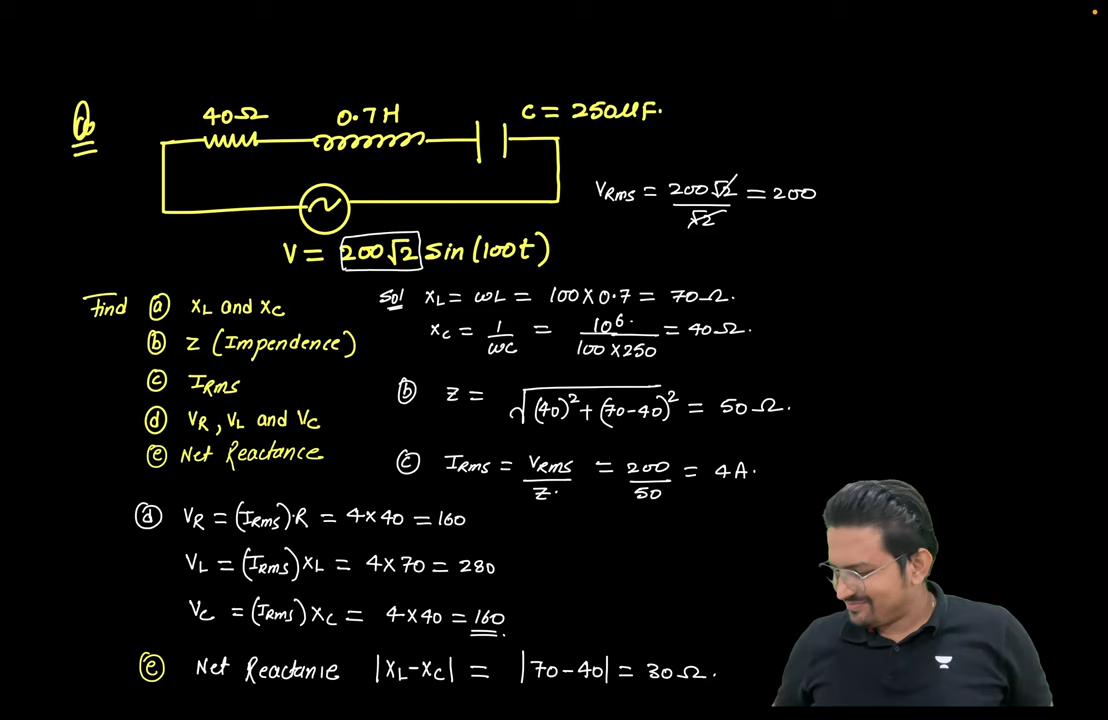 Q
40Ω 0.7H C = 250μF.
V = 200√2 sin(100t)
VRms = 200√2 / √2 = 200
Find (a) XL and XC
(b) Z (Impendence)
(c) IRMS
(d) VR, VL and VC
(e) Net Reactance
Sol XL = ωL = 100 X 0.7 = 70Ω.
XC = 1/ωC = 10^6. / 100 X 250 = 40Ω.
(b) Z = √(40)² + (70-40)² = 50Ω.
(c) IRms = VRms / Z. = 200 / 50 = 4A.
(d) VR = (IRms)·R = 4×40 = 160
VL = (IRms) XL = 4×70 = 280
VC = (IRms) XC = 4×40 = 160.
(e) Net Reactanie |XL-XC| = |70-40| = 30Ω.